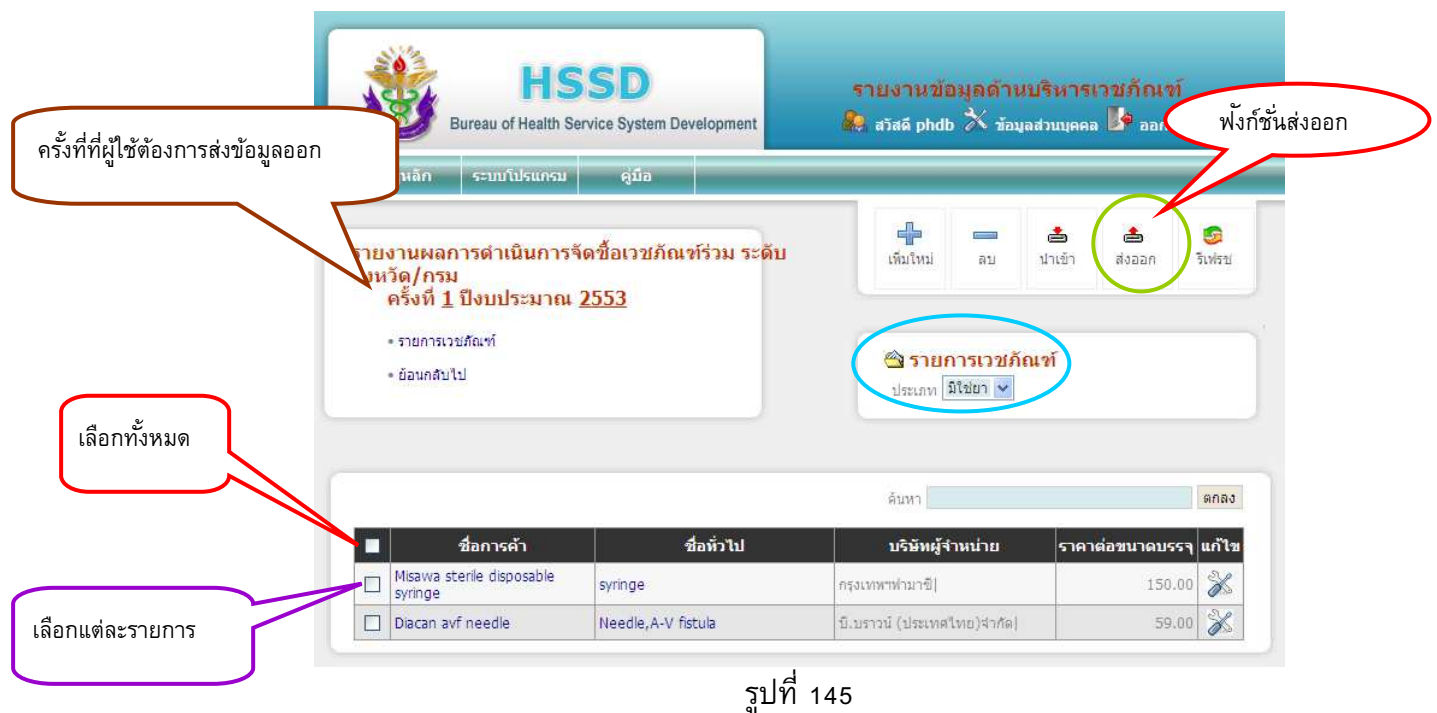 HSSD
Bureau of Health Service System Development
รายงานข้อมูลด้านบริหารเวชภัณฑ์
สวัสดี phdb ข้อมูลส่วนบุคคล
ฟังก์ชั่นส่งออก
ครั้งที่ที่ผู้ใช้ต้องการส่งข้อมูลออก
ระบบโปรแกรม คู่มือ
เพิ่มใหม่ ลบ นำเข้า ส่งออก รีเฟรช
รายงานผลการดำเนินการจัดซื้อเวชภัณฑ์ร่วม ระดับ
ครั้งที่ 1 ปีงบประมาณ 2553
• รายการเวชภัณฑ์
• ย้อนกลับไป
รายการเวชภัณฑ์
ประเภท มิใช่ยา
เลือกทั้งหมด
ค้นหา ตกลง
ชื่อการค้า ชื่อทั่วไป บริษัทผู้จำหน่าย ราคาต่อขนาดบรรจุ แก้ไข
Misawa sterile disposable
syringe
syringe กรุงเทพฯฟามาซี| 150.00
Diacan avf needle Needle,A-V fistula บี.บราวน์ (ประเทศไทย)จำกัด| 59.00
เลือกแต่ละรายการ
รูปที่ 145